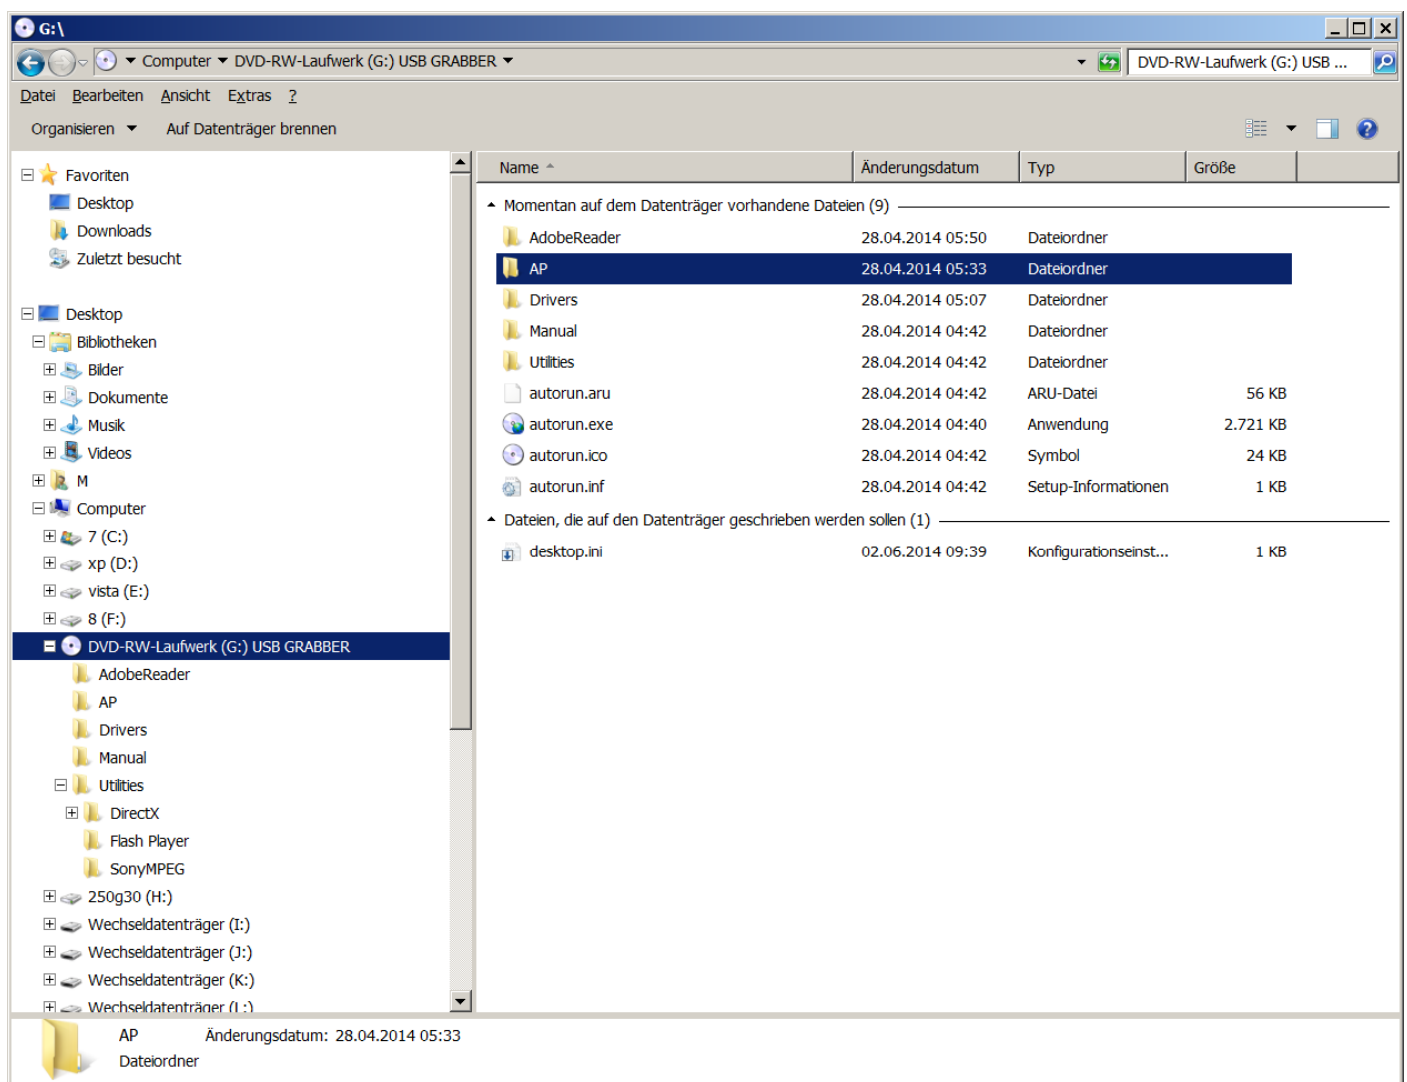 G:\
Computer DVD-RW-Laufwerk (G:) USB GRABBER
DVD-RW-Laufwerk (G:) USB ...
Datei Bearbeiten Ansicht Extras ?
Organisieren Auf Datenträger brennen
Favoriten
Desktop
Downloads
Zuletzt besucht
Desktop
Bibliotheken
Bilder
Dokumente
Musik
Videos
M
Computer
7 (C:)
xp (D:)
vista (E:)
8 (F:)
DVD-RW-Laufwerk (G:) USB GRABBER
AdobeReader
AP
Drivers
Manual
Utilities
DirectX
Flash Player
SonyMPEG
250g30 (H:)
Wechseldatenträger (I:)
Wechseldatenträger (J:)
Wechseldatenträger (K:)
Wechseldatenträger (L:)
Name Änderungsdatum Typ Größe
Momentan auf dem Datenträger vorhandene Dateien (9)
AdobeReader 28.04.2014 05:50 Dateiordner
AP 28.04.2014 05:33 Dateiordner
Drivers 28.04.2014 05:07 Dateiordner
Manual 28.04.2014 04:42 Dateiordner
Utilities 28.04.2014 04:42 Dateiordner
autorun.aru 28.04.2014 04:42 ARU-Datei 56 KB
autorun.exe 28.04.2014 04:40 Anwendung 2.721 KB
autorun.ico 28.04.2014 04:42 Symbol 24 KB
autorun.inf 28.04.2014 04:42 Setup-Informationen 1 KB
Dateien, die auf den Datenträger geschrieben werden sollen (1)
desktop.ini 02.06.2014 09:39 Konfigurationseinst... 1 KB
AP Änderungsdatum: 28.04.2014 05:33
Dateiordner